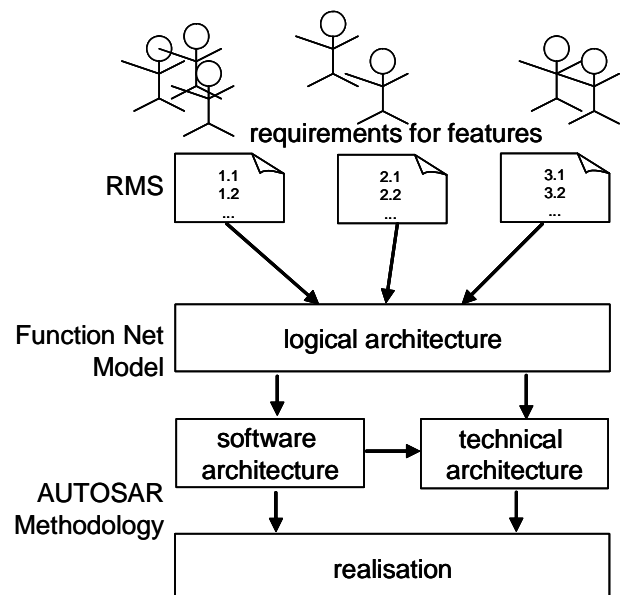 requirements for features
RMS
1.1
1.2
...
2.1
2.2
...
3.1
3.2
...
Function Net
Model
logical architecture
software
architecture
technical
architecture
AUTOSAR
Methodology
realisation